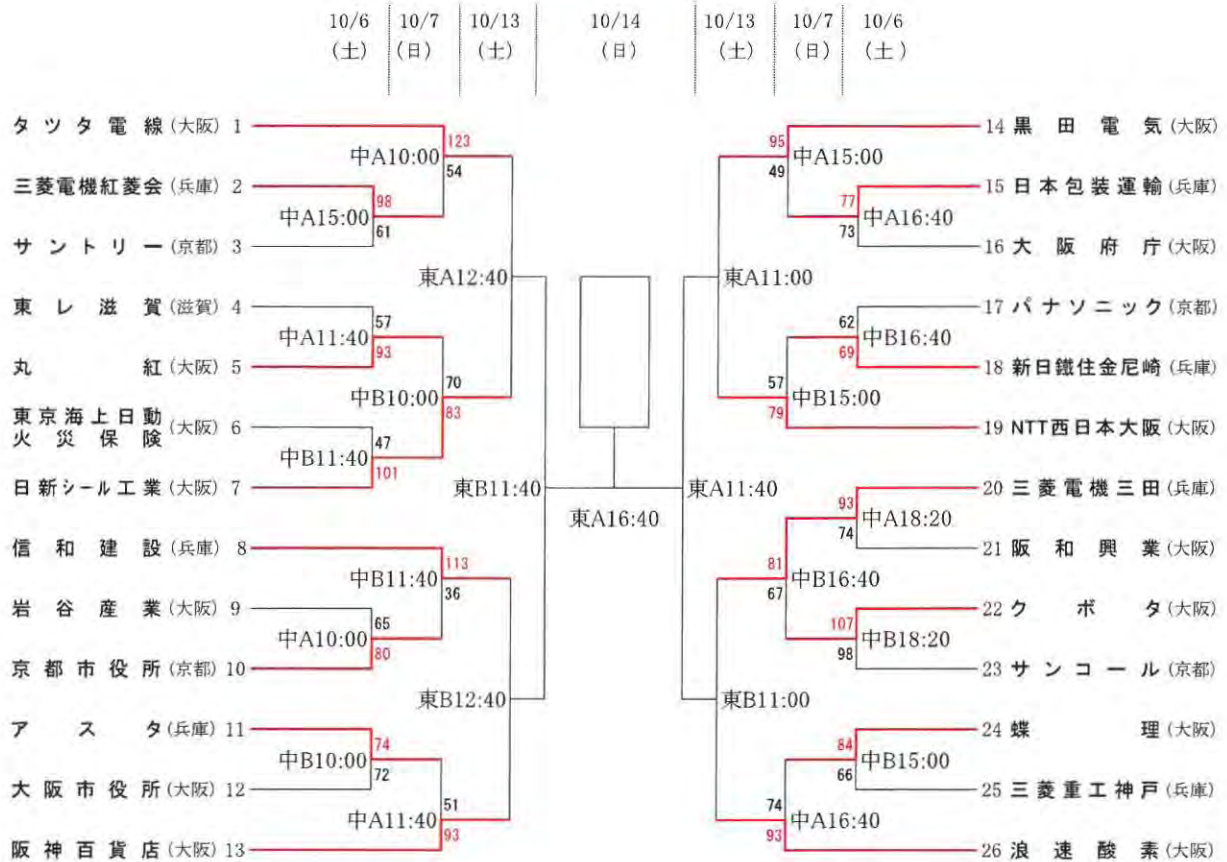 10/6 10/7 10/13 10/14 10/13 10/7 10/6
(土) (日) (土) (日) (土) (日) (土)
タツタ電線(大阪) 1
123
中A10:00
54
三菱電機紅菱会(兵庫) 2
98
中A15:00
61
サントリー(京都) 3
東A12:40
東レ滋賀(滋賀) 4
57
中A11:40
93
丸紅(大阪) 5
70
中B10:00
83
東京海上日動
火災保険
(大阪) 6
47
中B11:40
101
日新シール工業(大阪) 7
東B11:40
信和建設(兵庫) 8
113
中B11:40
36
岩谷産業(大阪) 9
65
中A10:00
80
京都市役所(京都) 10
東B12:40
アスタ(兵庫) 11
74
中B10:00
72
大阪市役所(大阪) 12
51
中A11:40
93
阪神百貨店(大阪) 13
東A16:40
14 黒田電気(大阪)
95
中A15:00
49
15 日本包装運輸(兵庫)
77
中A16:40
73
16 大阪府庁(大阪)
東A11:00
17 パナソニック(京都)
62
中B16:40
69
18 新日鐵住金尼崎(兵庫)
57
中B15:00
79
19 NTT西日本大阪(大阪)
東A11:40
20 三菱電機三田(兵庫)
93
中A18:20
74
21 阪和興業(大阪)
81
中B16:40
67
22 クボタ(大阪)
107
中B18:20
98
23 サンコール(京都)
東B11:00
24 蝶理(大阪)
84
中B15:00
66
25 三菱重工神戸(兵庫)
74
中A16:40
93
26 浪速酸素(大阪)